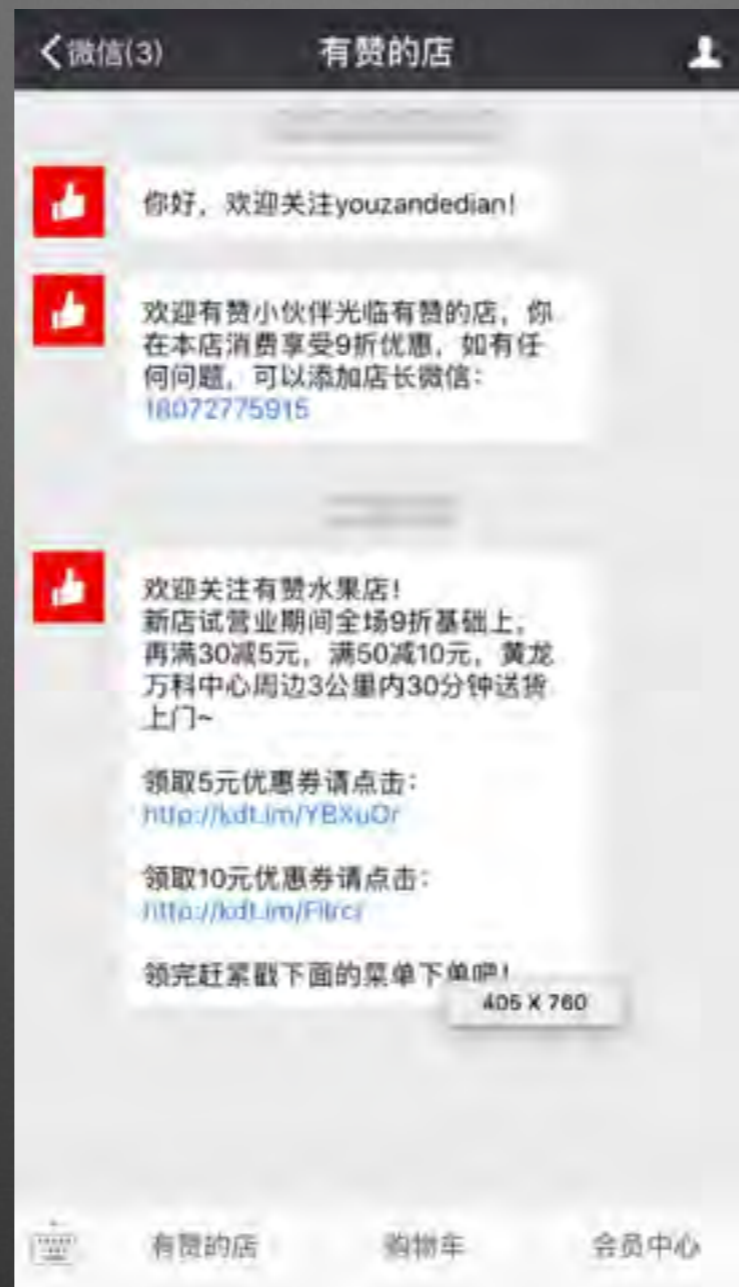 微信(3)
有赞的店
你好，欢迎关注youzandedian！
欢迎有赞小伙伴光临有赞的店，你
在本店消费享受9折优惠，如有任
何问题，可以添加店长微信：
18072775915
欢迎关注有赞水果店！
新店试营业期间全场9折基础上，
再满30减5元，满50减10元，黄龙
万科中心周边3公里内30分钟送货
上门~
领取5元优惠券请点击：
http://kdt.im/YBXuOr
领取10元优惠券请点击：
http://kdt.im/
领完赶紧戳下面的菜单下单吧！
405 X 760
有赞的店
购物车
会员中心